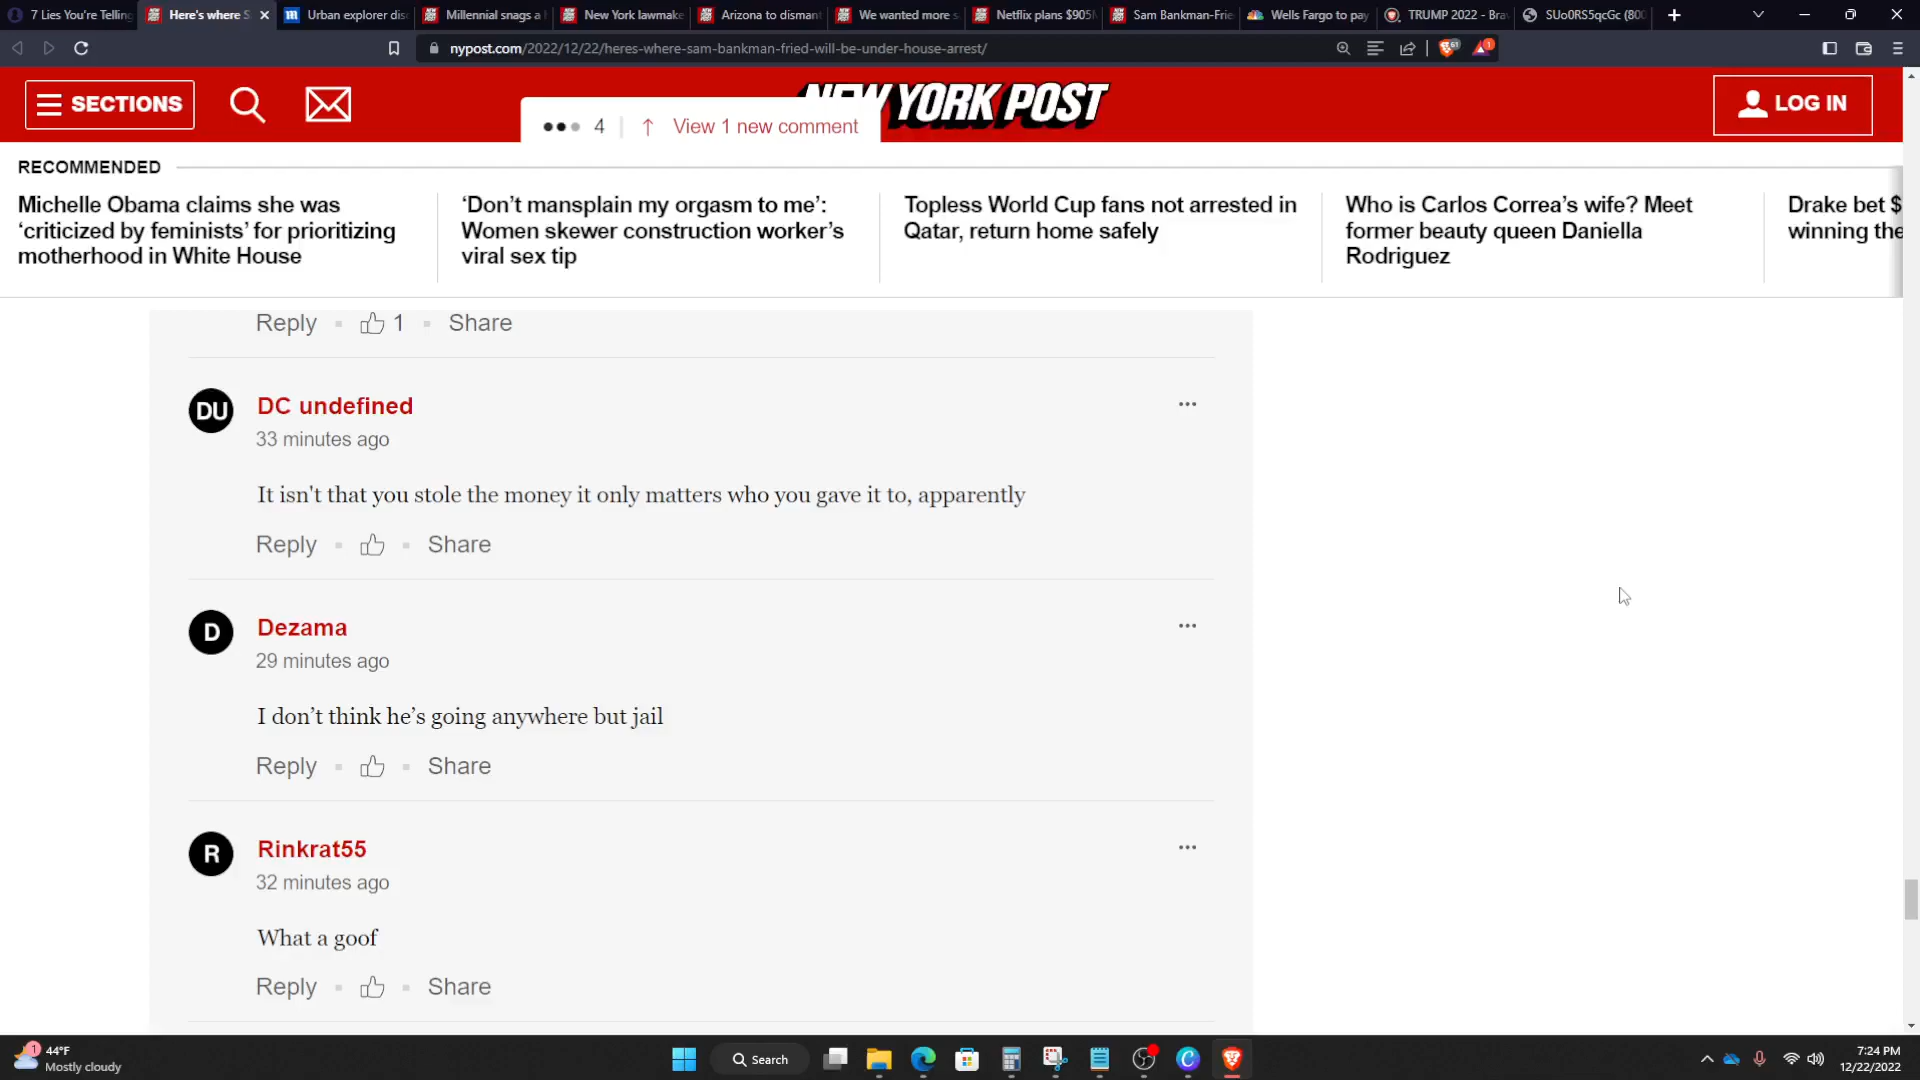 7 Lies You're Telling
Here's where S
Urban explorer disc
Millennial snags a
New York lawmake
Arizona to dismant
We wanted more s
Netflix plans $905M
Sam Bankman-Frie
Wells Fargo to pay
TRUMP 2022 - Bra
SUo0RS5qcGc (800
nypost.com/2022/12/22/heres-where-sam-bankman-fried-will-be-under-house-arrest/
61
1
SECTIONS
NEW YORK POST
LOG IN
4
View 1 new comment
RECOMMENDED
Michelle Obama claims she was
‘criticized by feminists’ for prioritizing
motherhood in White House
‘Don’t mansplain my orgasm to me’:
Women skewer construction worker’s
viral sex tip
Topless World Cup fans not arrested in
Qatar, return home safely
Who is Carlos Correa’s wife? Meet
former beauty queen Daniella
Rodriguez
Drake bet $
winning the
Reply 1 Share
DU
DC undefined
33 minutes ago
It isn't that you stole the money it only matters who you gave it to, apparently
Reply Share
D
Dezama
29 minutes ago
I don’t think he’s going anywhere but jail
Reply Share
R
Rinkrat55
32 minutes ago
What a goof
Reply Share
1
44°F
Mostly cloudy
Search
7:24 PM
12/22/2022